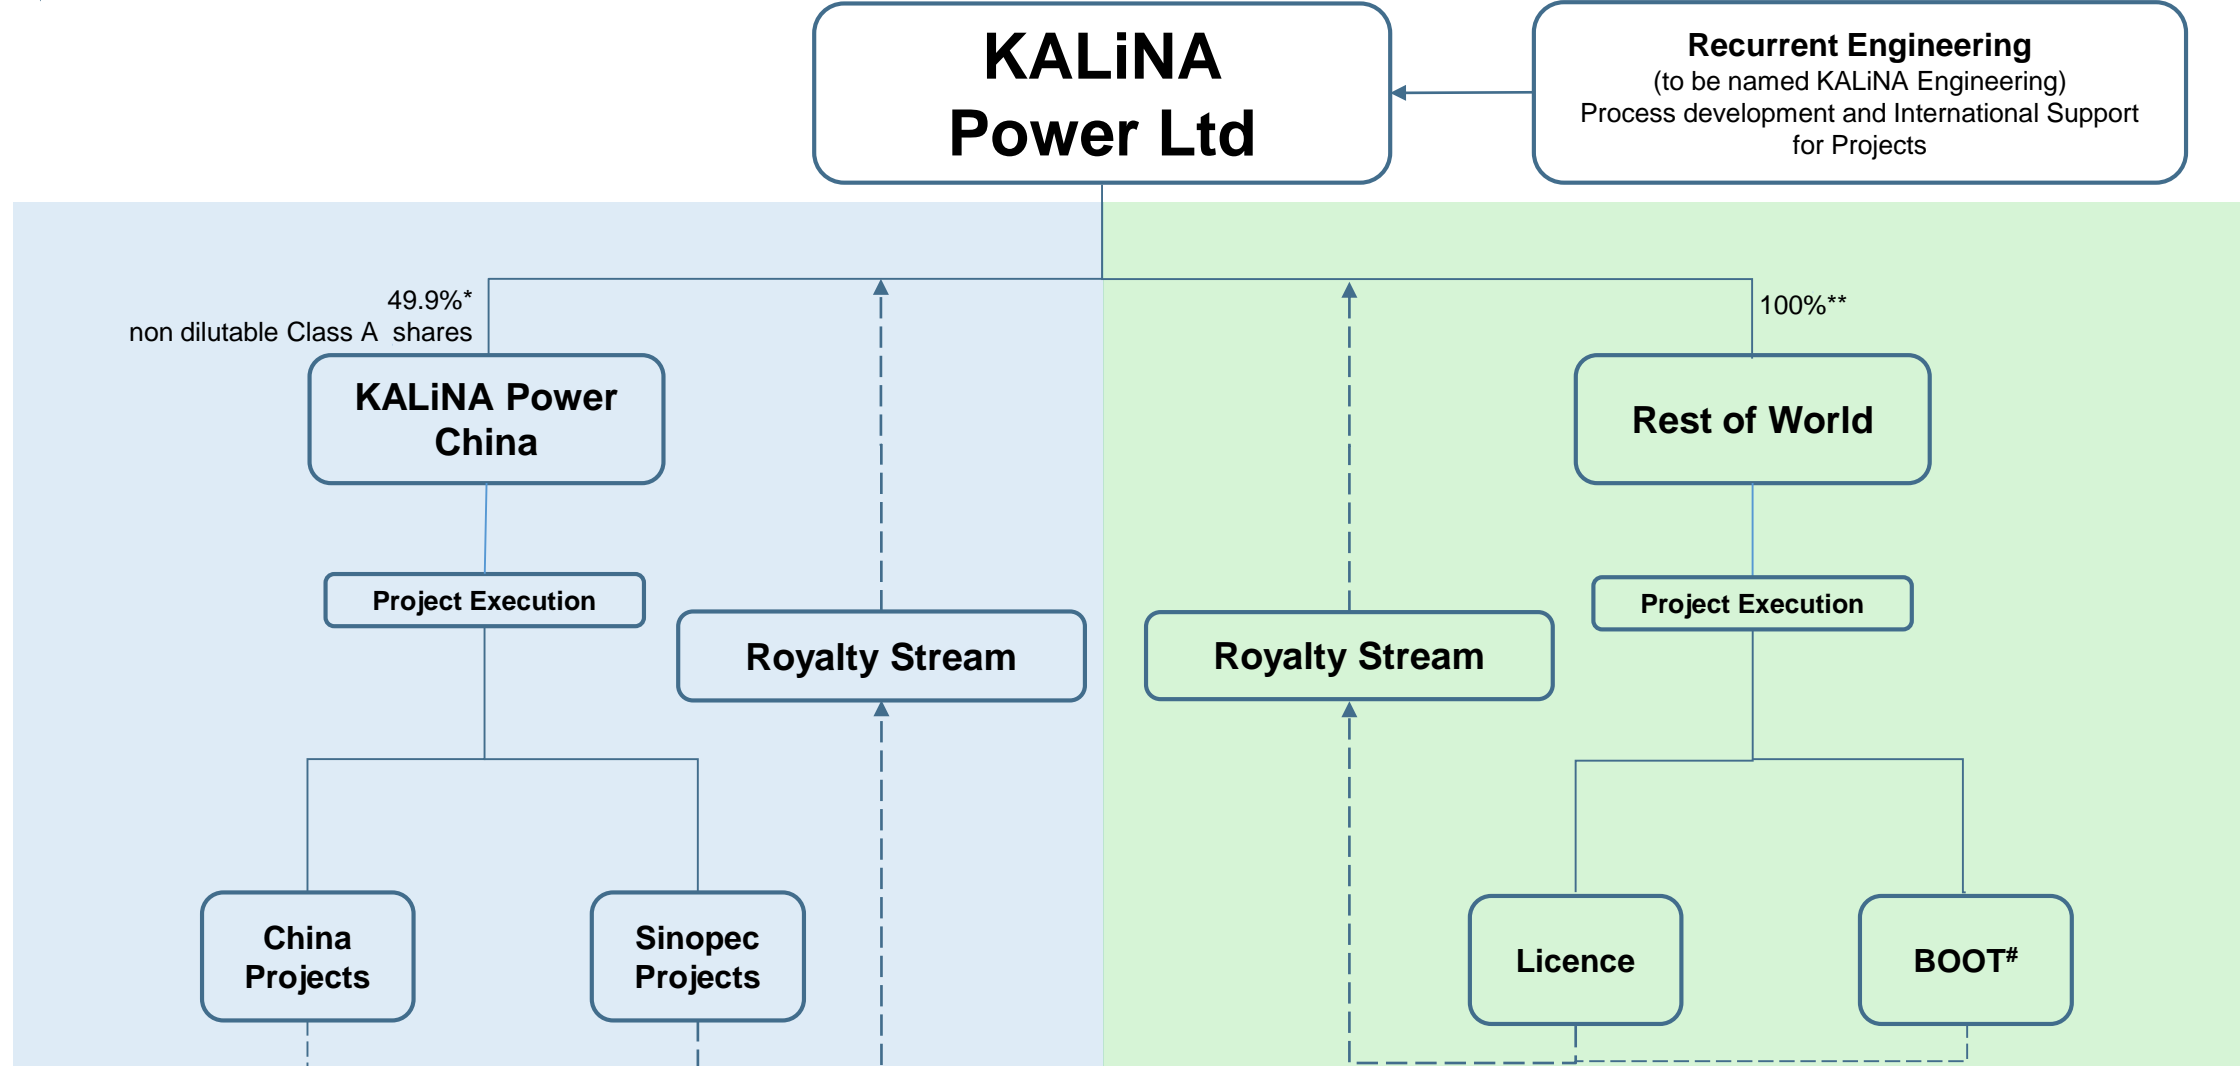 KALiNA
Power Ltd
Recurrent Engineering
(to be named KALiNA Engineering)
Process development and International Support
for Projects
49.9%*
non dilutable Class A  shares
100%**
KALiNA Power
China
Rest of World
Project Execution
Project Execution
Royalty Stream
Royalty Stream
China
Projects
Sinopec
Projects
Licence
BOOT#